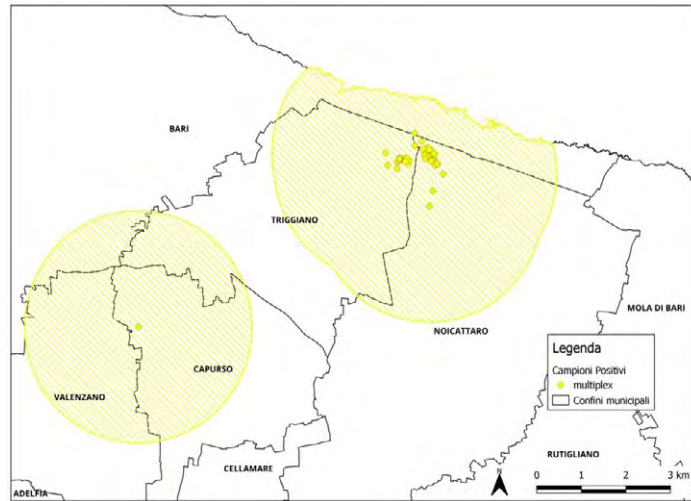 BARI
TRIGGIANO
MOLA DI BARI
NOICATTARO
CAPURSO
VALENZANO
CELLAMARE
RUTIGLIANO
ADELFIA
Legenda
Campioni Positivi
multiplex
Confini municipali
N
0 1 2 3 km